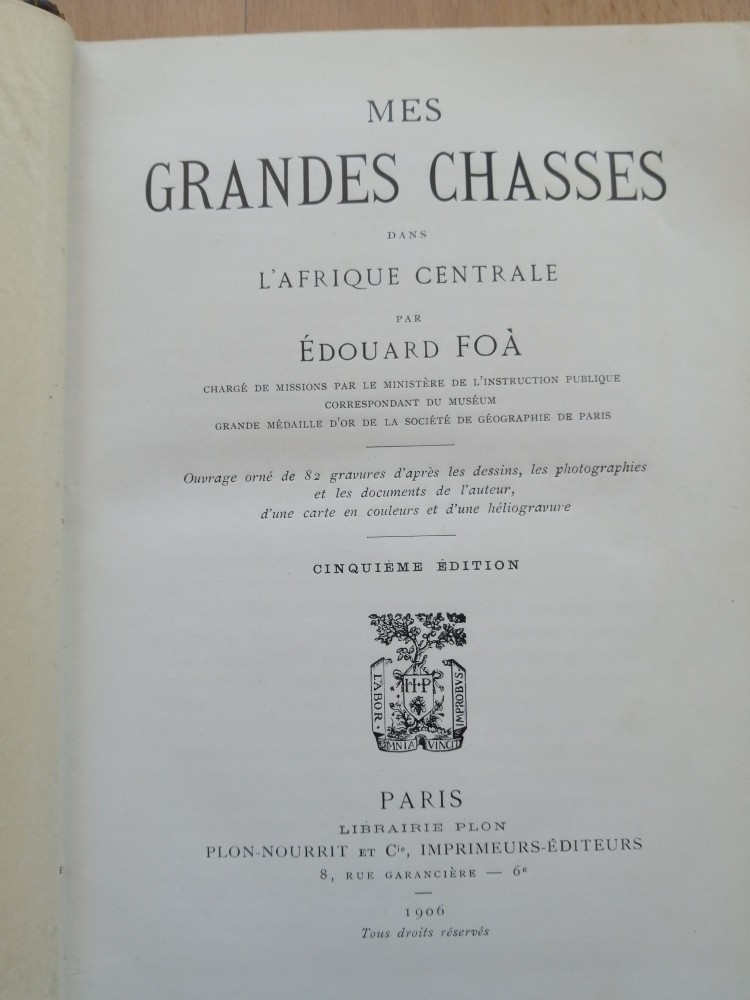 MES
GRANDES CHASSES
DANS
L'AFRIQUE CENTRALE
PAR
ÉDOUARD FOÀ
CHARGÉ DE MISSIONS PAR LE MINISTÈRE DE L'INSTRUCTION PUBLIQUE
CORRESPONDANT DU MUSÉUM
GRANDE MÉDAILLE D'OR DE LA SOCIÉTÉ DE GÉOGRAPHIE DE PARIS
Ouvrage orné de 82 gravures d'après les dessins, les photographies
et les documents de l'auteur,
d'une carte en couleurs et d'une héliogravure
CINQUIÈME ÉDITION
H·P
LABOR·
OMNIA VINCIT
IMPROBVS·
PARIS
LIBRAIRIE PLON
PLON-NOURRIT ET Cie, IMPRIMEURS-ÉDITEURS
8, RUE GARANCIÈRE — 6e
1906
Tous droits réservés